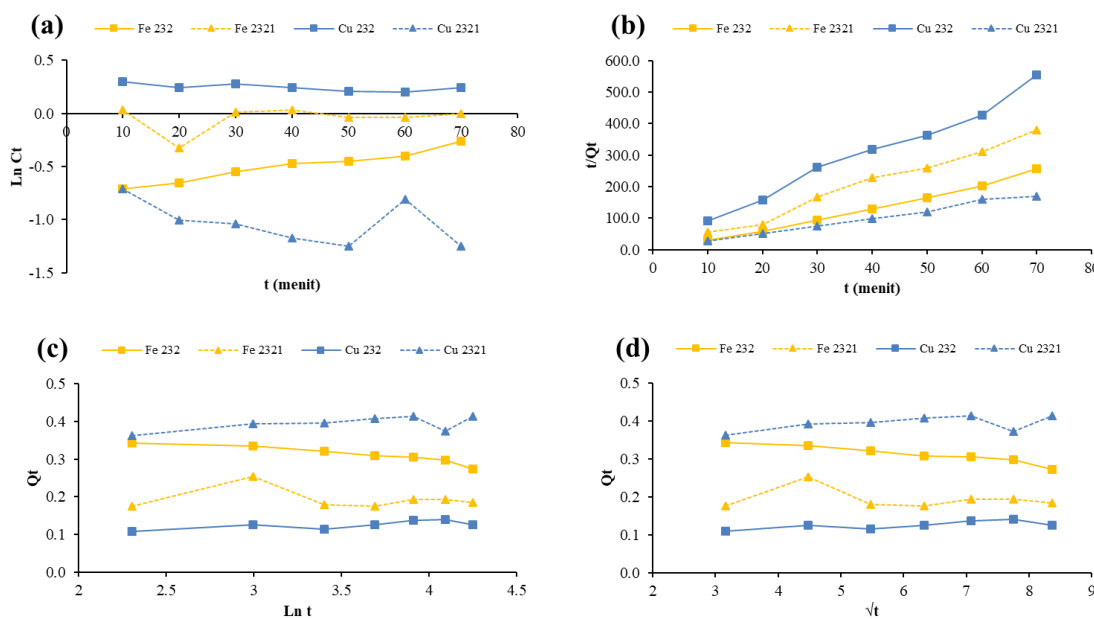 (a)
Fe 232 Fe 2321 Cu 232 Cu 2321
0.5
0.0
-0.5
-1.0
-1.5
0 10 20 30 40 50 60 70 80
Ln Ct
t (menit)
(b)
Fe 232 Fe 2321 Cu 232 Cu 2321
600.0
500.0
400.0
300.0
200.0
100.0
0.0
0 10 20 30 40 50 60 70 80
t/Qt
t (menit)
(c)
Fe 232 Fe 2321 Cu 232 Cu 2321
0.5
0.4
0.3
0.2
0.1
0.0
2 2.5 3 3.5 4 4.5
Qt
Ln t
(d)
Fe 232 Fe 2321 Cu 232 Cu 2321
0.5
0.4
0.3
0.2
0.1
0.0
2 3 4 5 6 7 8 9
Qt
√t